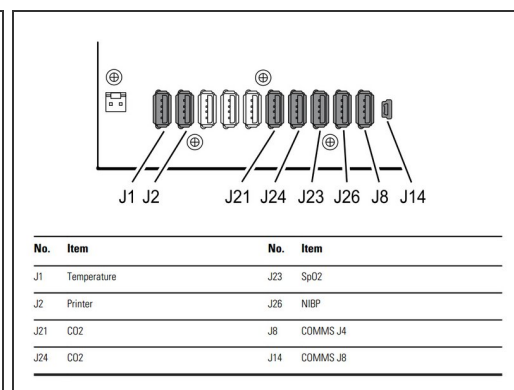 J1 J2 J21 J24 J23 J26 J8 J14
No. Item No. Item
J1 Temperature J23 SpO2
J2 Printer J26 NIBP
J21 CO2 J8 COMMS J4
J24 CO2 J14 COMMS J8